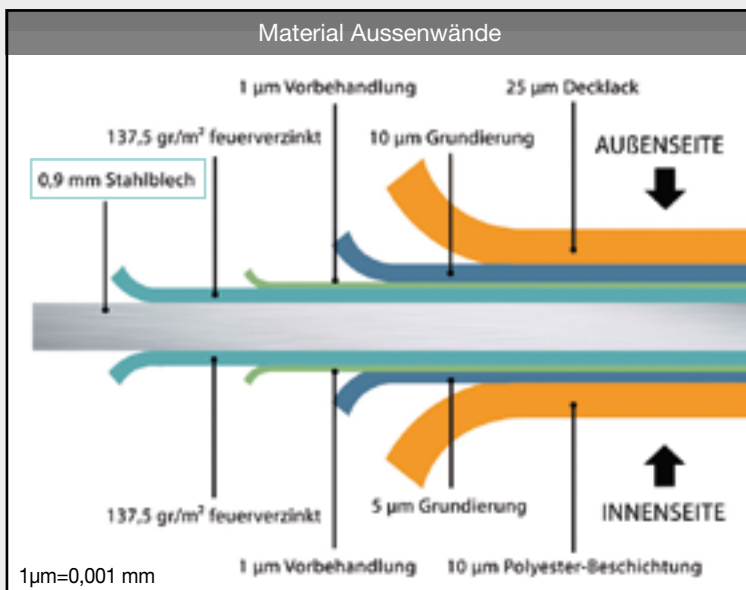 Material Aussenwände
1 µm Vorbehandlung
25 µm Decklack
137,5 gr/m² feuerverzinkt
10 µm Grundierung
AUßENSEITE
0,9 mm Stahlblech
137,5 gr/m² feuerverzinkt
5 µm Grundierung
INNENSEITE
1 µm Vorbehandlung
10 µm Polyester-Beschichtung
1µm=0,001 mm